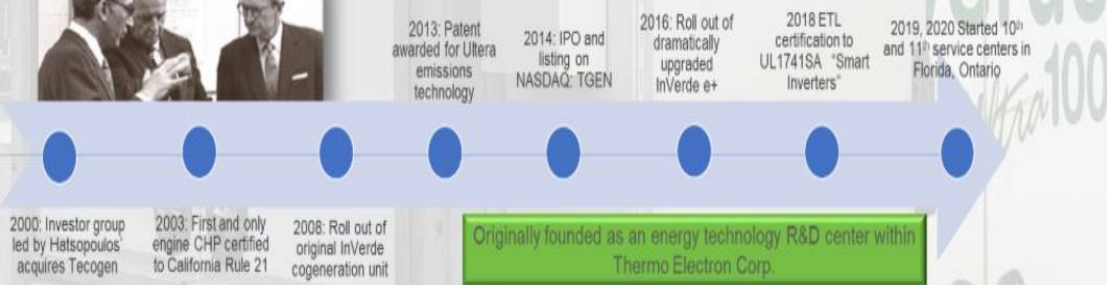 2013: Patent
awarded for Ultera
emissions
technology
2014: IPO and
listing on
NASDAQ: TGEN
2016: Roll out of
dramatically
upgraded
InVerde e+
2018 ETL
certification to
UL1741SA "Smart
Inverters"
2019, 2020 Started 10th
and 11th service centers in
Florida, Ontario
100
2000: Investor group
led by Hatsopoulos'
acquires Tecogen
2003: First and only
engine CHP certified
to California Rule 21
2008: Roll out of
original InVerde
cogeneration unit
Originally founded as an energy technology R&D center within
Thermo Electron Corp.